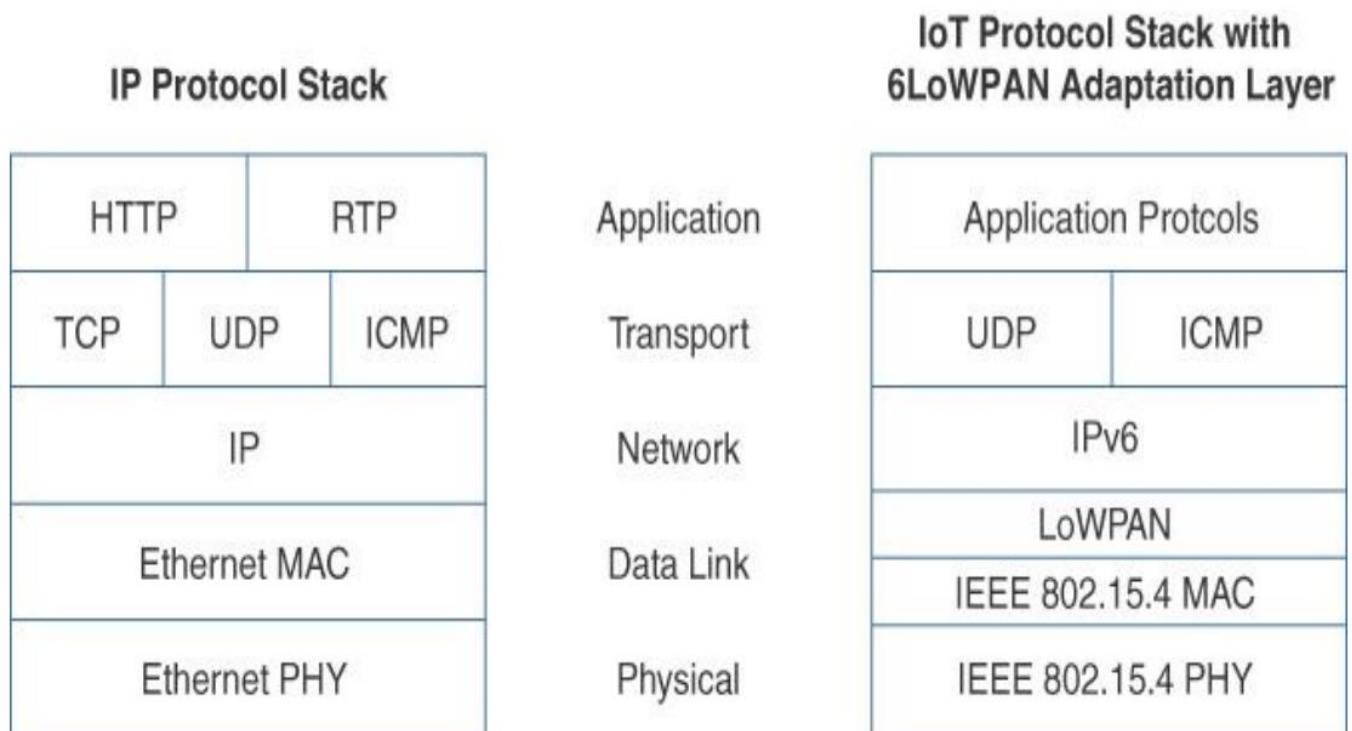 IP Protocol Stack
IoT Protocol Stack with
6LoWPAN Adaptation Layer
HTTP RTP Application Application Protcols
TCP UDP ICMP Transport UDP ICMP
IP Network IPv6
LoWPAN
Ethernet MAC Data Link
IEEE 802.15.4 MAC
Ethernet PHY Physical IEEE 802.15.4 PHY